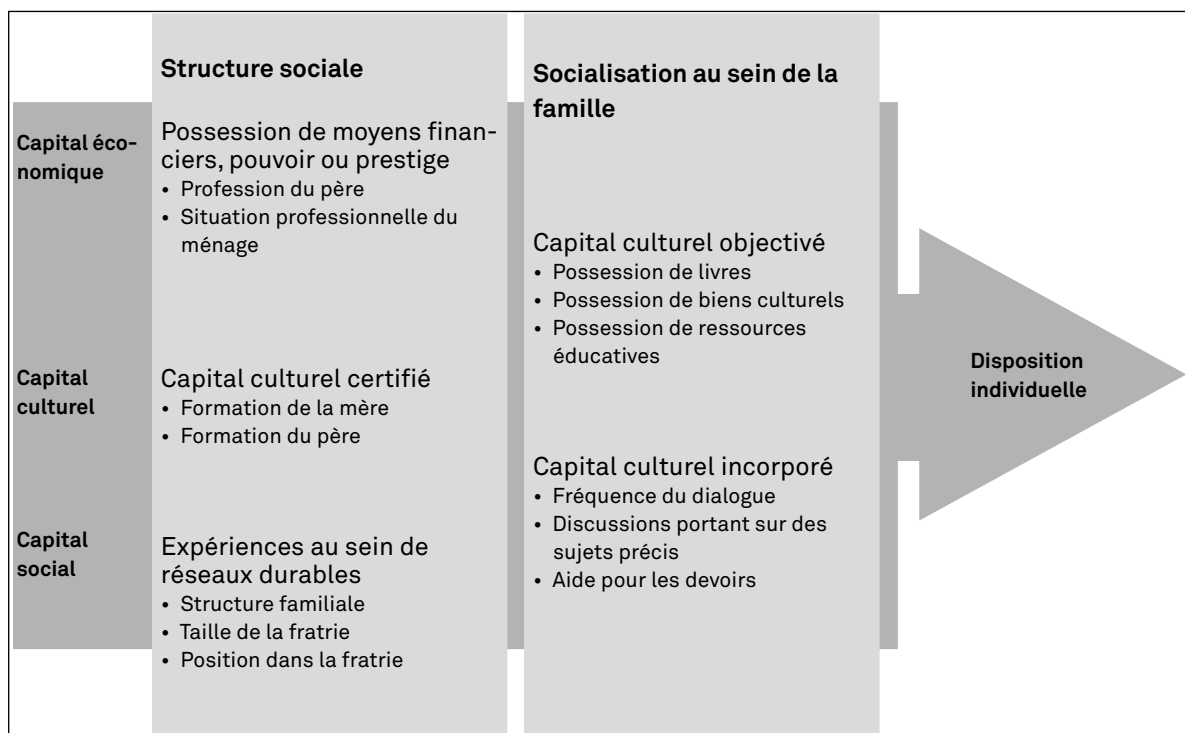 Structure sociale
Socialisation au sein de la
famille
Capital éco-
nomique
Possession de moyens finan-
ciers, pouvoir ou prestige
• Profession du père
• Situation professionnelle du
ménage
Capital culturel objectivé
• Possession de livres
• Possession de biens culturels
• Possession de ressources
éducatives
Capital
culturel
Capital culturel certifié
• Formation de la mère
• Formation du père
Capital culturel incorporé
• Fréquence du dialogue
• Discussions portant sur des
sujets précis
• Aide pour les devoirs
Capital
social
Expériences au sein de
réseaux durables
• Structure familiale
• Taille de la fratrie
• Position dans la fratrie
Disposition
individuelle